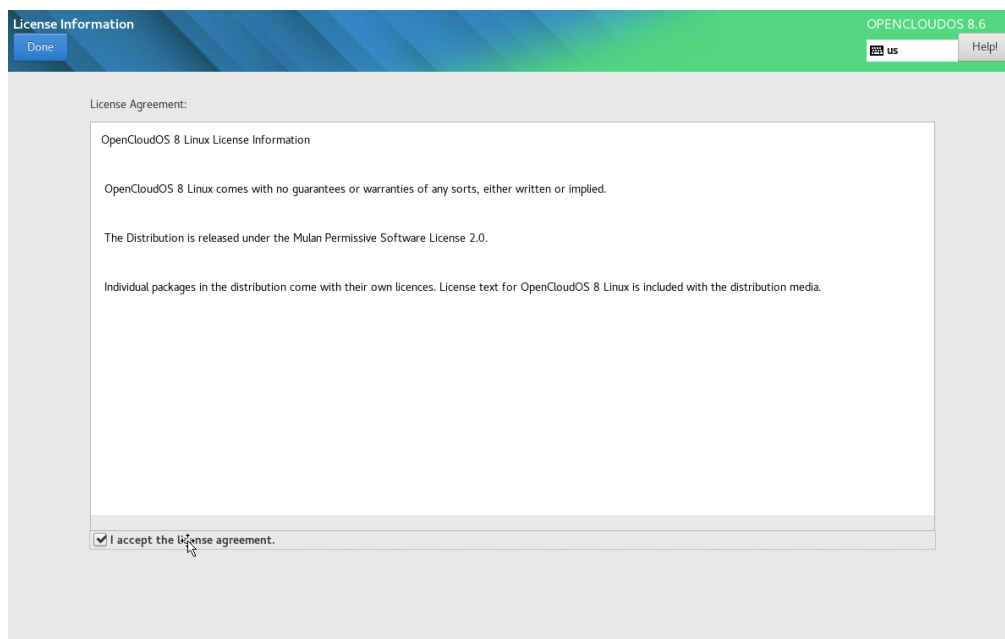 License Information
OPENCLOUDOS 8.6
Done
us
Help!
License Agreement:
OpenCloudOS 8 Linux License Information
OpenCloudOS 8 Linux comes with no guarantees or warranties of any sorts, either written or implied.
The Distribution is released under the Mulan Permissive Software License 2.0.
Individual packages in the distribution come with their own licences. License text for OpenCloudOS 8 Linux is included with the distribution media.
I accept the license agreement.